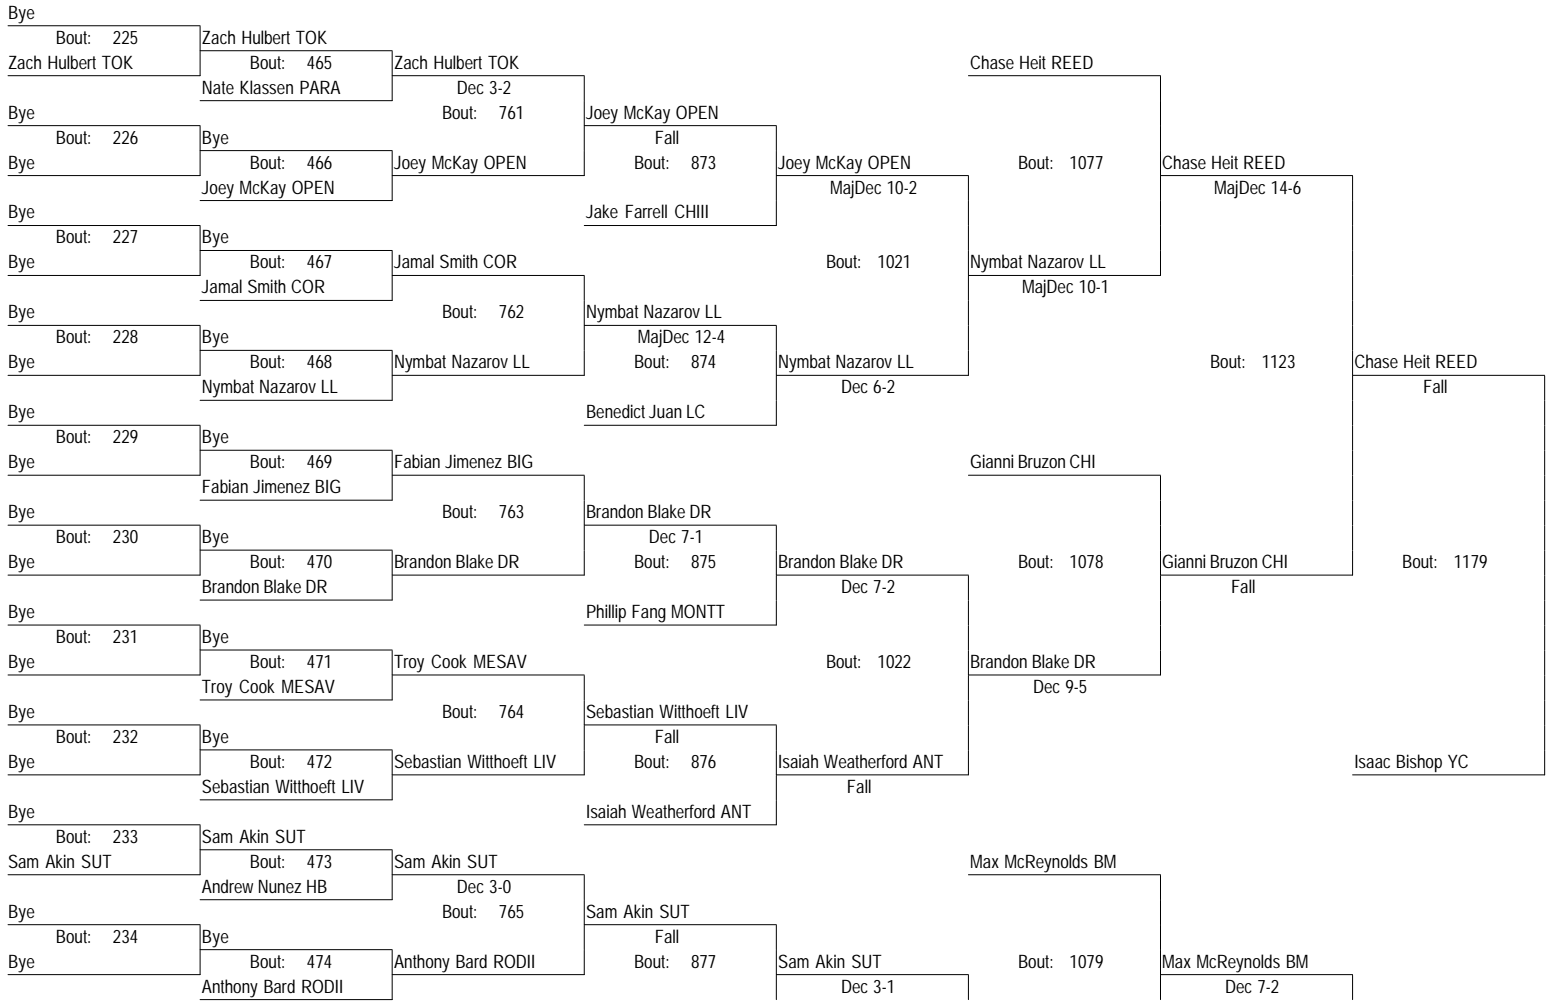 Bye
Bout: 225 Zach Hulbert TOK
Zach Hulbert TOK Bout: 465 Zach Hulbert TOK Chase Heit REED
Nate Klassen PARA Dec 3-2
Bye Bout: 761 Joey McKay OPEN
Bout: 226 Bye Fall
Bye Bout: 466 Joey McKay OPEN Bout: 873 Joey McKay OPEN Bout: 1077 Chase Heit REED
Joey McKay OPEN MajDec 10-2 MajDec 14-6
Bye Jake Farrell CHIII
Bout: 227 Bye
Bye Bout: 467 Jamal Smith COR Bout: 1021 Nymbat Nazarov LL
Jamal Smith COR MajDec 10-1
Bye Bout: 762 Nymbat Nazarov LL
Bout: 228 Bye MajDec 12-4
Bye Bout: 468 Nymbat Nazarov LL Bout: 874 Nymbat Nazarov LL Bout: 1123 Chase Heit REED
Nymbat Nazarov LL Dec 6-2 Fall
Bye Benedict Juan LC
Bout: 229 Bye
Bye Bout: 469 Fabian Jimenez BIG Gianni Bruzon CHI
Fabian Jimenez BIG
Bye Bout: 763 Brandon Blake DR
Bout: 230 Bye Dec 7-1
Bye Bout: 470 Brandon Blake DR Bout: 875 Brandon Blake DR Bout: 1078 Gianni Bruzon CHI Bout: 1179
Brandon Blake DR Dec 7-2 Fall
Bye Phillip Fang MONTT
Bout: 231 Bye
Bye Bout: 471 Troy Cook MESAV Bout: 1022 Brandon Blake DR
Troy Cook MESAV Dec 9-5
Bye Bout: 764 Sebastian Witthoeft LIV
Bout: 232 Bye Fall
Bye Bout: 472 Sebastian Witthoeft LIV Bout: 876 Isaiah Weatherford ANT Isaac Bishop YC
Sebastian Witthoeft LIV Fall
Bye Isaiah Weatherford ANT
Bout: 233 Sam Akin SUT
Sam Akin SUT Bout: 473 Sam Akin SUT Max McReynolds BM
Andrew Nunez HB Dec 3-0
Bye Bout: 765 Sam Akin SUT
Bout: 234 Bye Fall
Bye Bout: 474 Anthony Bard RODII Bout: 877 Sam Akin SUT Bout: 1079 Max McReynolds BM
Anthony Bard RODII Dec 3-1 Dec 7-2